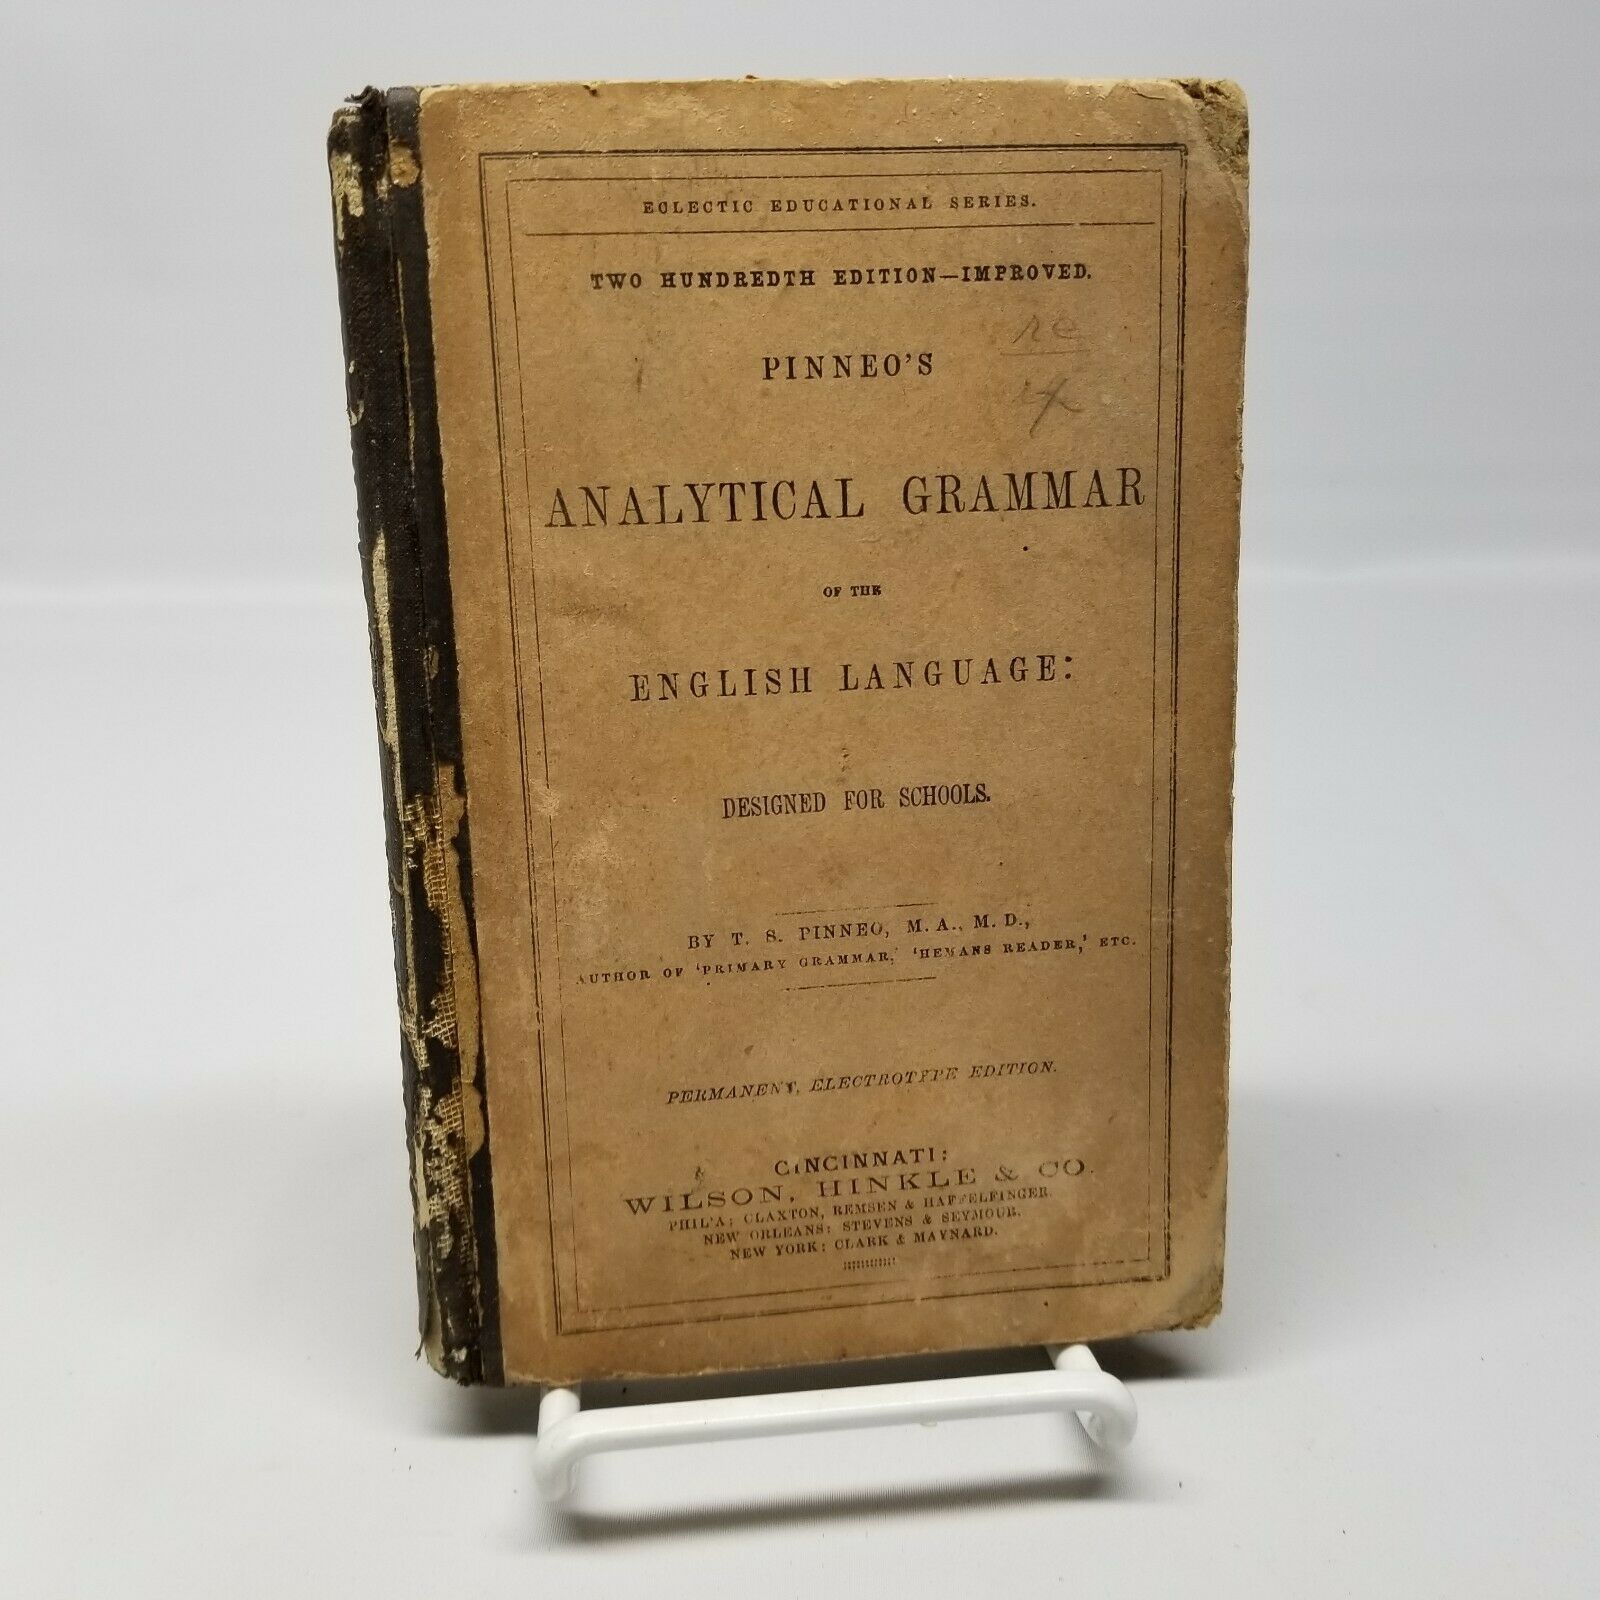 ECLECTIC EDUCATIONAL SERIES.
TWO HUNDREDTH EDITION—IMPROVED.
re
PINNEO'S
ANALYTICAL GRAMMAR
OF THE
ENGLISH LANGUAGE:
DESIGNED FOR SCHOOLS.
BY T. S. PINNEO, M. A., M. D.,
AUTHOR OF 'PRIMARY GRAMMAR,' 'HEMANS READER,' ETC.
PERMANENT, ELECTROTYPE EDITION.
CINCINNATI:
WILSON, HINKLE & CO.
PHIL'A: CLAXTON, REMSEN & HAFFELFINGER.
NEW ORLEANS: STEVENS & SEYMOUR.
NEW YORK: CLARK & MAYNARD.